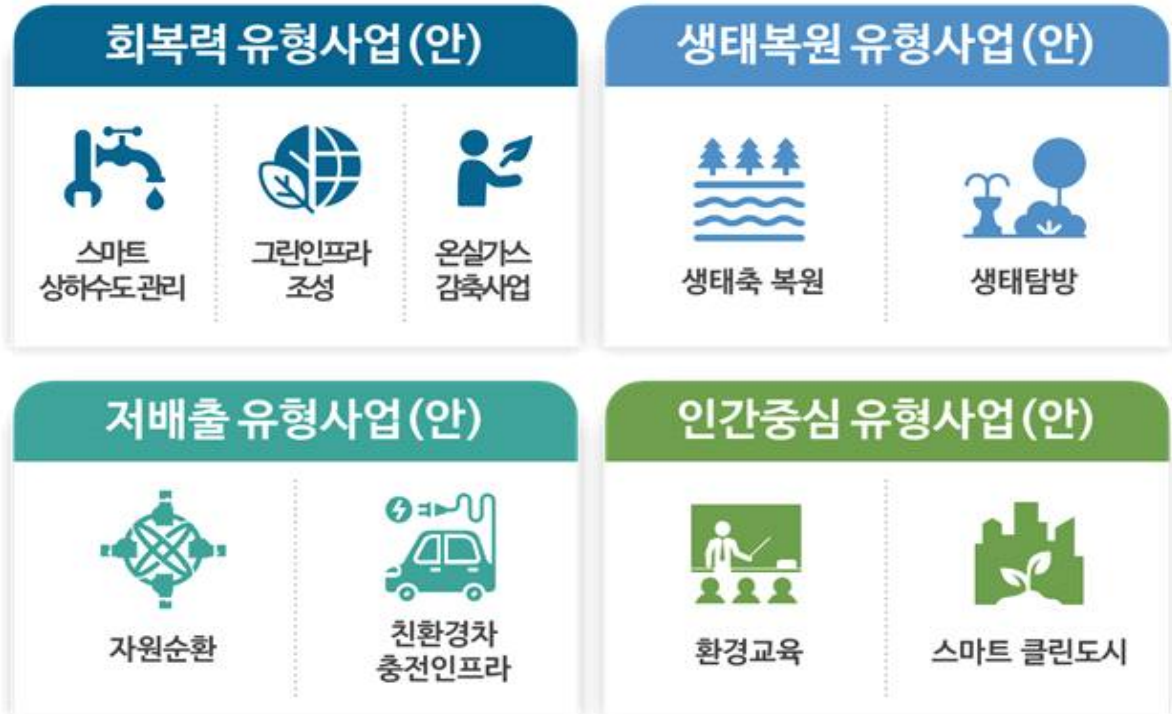 회복력 유형사업(안)
스마트
상하수도 관리
그린인프라
조성
온실가스
감축사업
생태복원 유형사업(안)
생태축 복원
생태탐방
저배출 유형사업(안)
자원순환
친환경차
충전인프라
인간중심 유형사업(안)
환경교육
스마트 클린도시